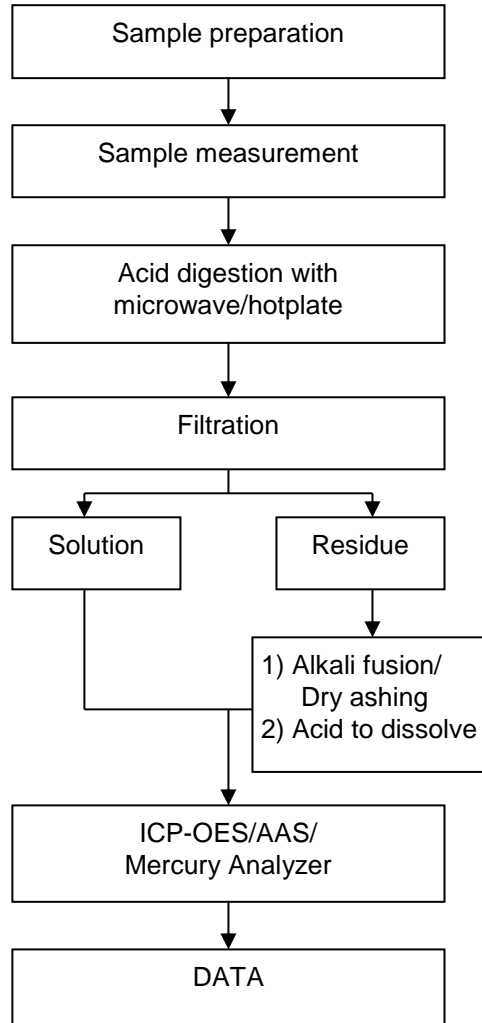 Sample preparation
Sample measurement
Acid digestion with
microwave/hotplate
Filtration
Solution
Residue
1) Alkali fusion/
Dry ashing
2) Acid to dissolve
ICP-OES/AAS/
Mercury Analyzer
DATA